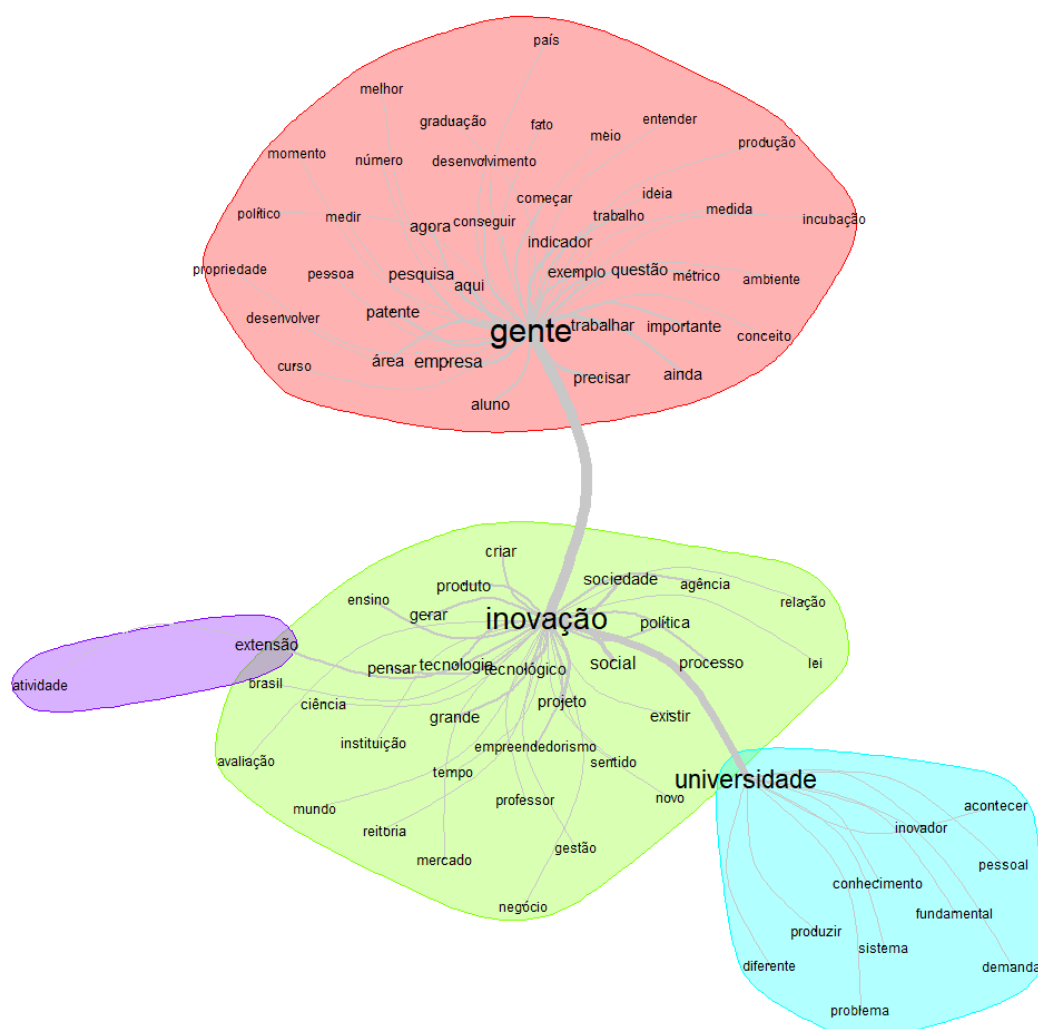 país
melhor
graduação
fato
entender
meio
produção
momento
número
desenvolvimento
idéia
começar
medida
político
medir
conseguir
trabalho
incubação
agora
indicador
propriedade
pessoa
pesquisa
exemplo
questão
métrico
ambiente
aqui
desenvolver
patente
gente
trabalhar
importante
conceito
curso
área
empresa
precisar
ainda
aluno
criar
produto
sociedade
agência
ensino
gerar
relação
inovação
política
extensão
pensar
tecnologia
tecnológico
social
processo
lei
atividade
brasil
ciência
projeto
grande
existir
instituição
empreendedorismo
avaliação
sentido
tempo
universidade
mundo
professor
novo
acontecer
reitoria
inovador
mercado
gestão
pessoal
conhecimento
negócio
fundamental
produzir
sistema
diferente
demanda
problema